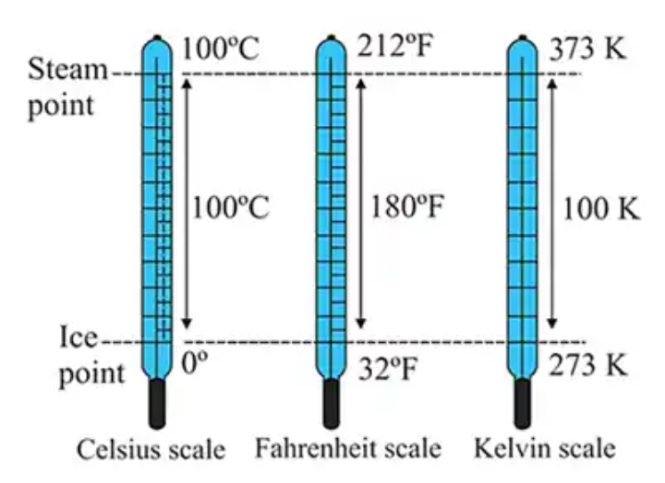 100ºC
212ºF
373 K
Steam
point
100ºC
180ºF
100 K
Ice
point
0º
32ºF
273 K
Celsius scale
Fahrenheit scale
Kelvin scale